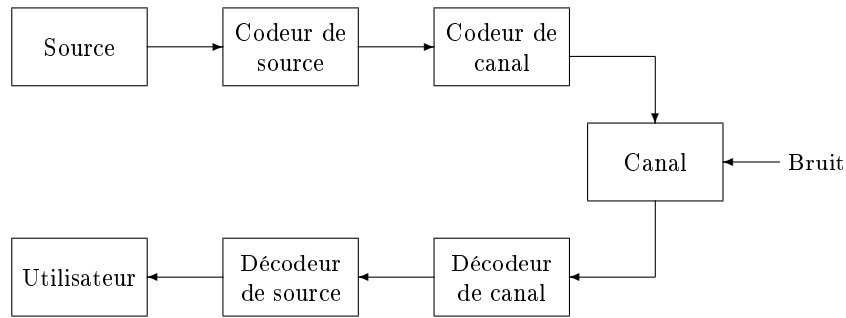 Source
Codeur de
source
Codeur de
canal
Canal
Bruit
Utilisateur
Décodeur
de source
Décodeur
de canal